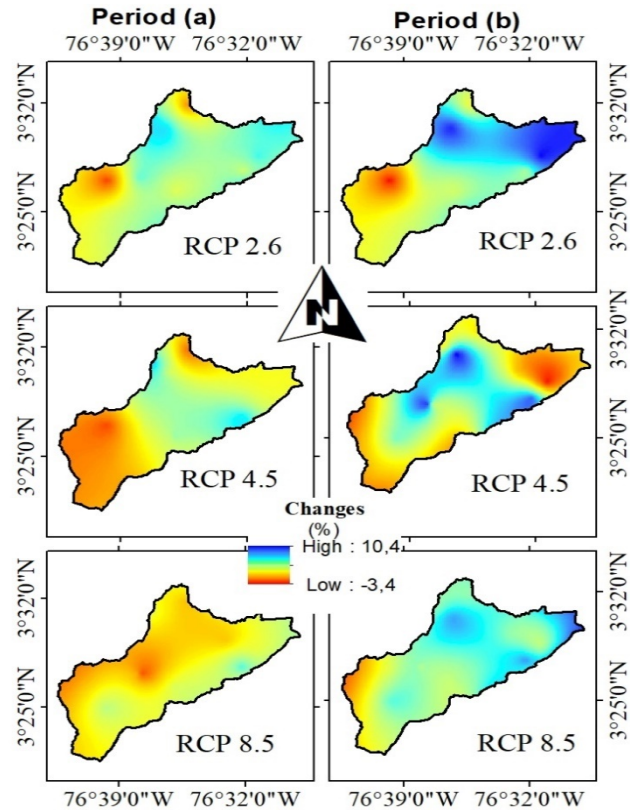 Period (a)
Period (b)
76°39'0"W 76°32'0"W
76°39'0"W 76°32'0"W
3°32'0"N
3°25'0"N
RCP 2.6
3°32'0"N
3°25'0"N
RCP 2.6
N
3°32'0"N
3°25'0"N
RCP 4.5
3°32'0"N
3°25'0"N
RCP 4.5
Changes
(%)
High : 10,4
Low : -3,4
3°32'0"N
3°25'0"N
RCP 8.5
3°32'0"N
3°25'0"N
RCP 8.5
76°39'0"W 76°32'0"W
76°39'0"W 76°32'0"W